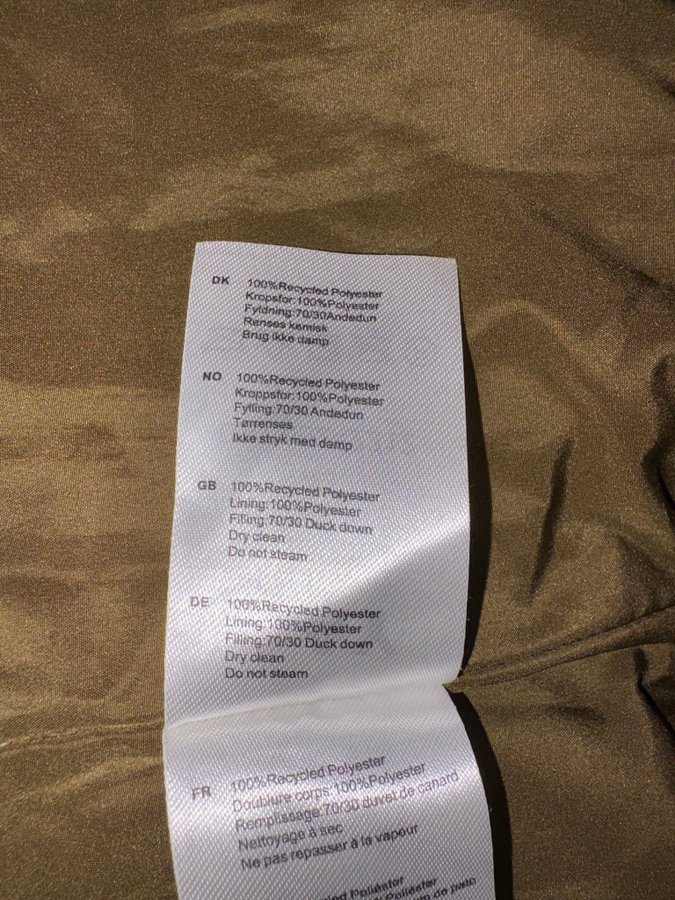 DK 100%Recycled Polyester
Kropsfor:100%Polyester
Fyldning:70/30Andedun
Renses kemisk
Brug ikke damp
NO 100%Recycled Polyester
Kroppsfor:100%Polyester
Fylling:70/30 Andedun
Tørrenses
Ikke stryk med damp
GB 100%Recycled Polyester
Lining:100%Polyester
Filling:70/30 Duck down
Dry clean
Do not steam
DE 100%Recycled Polyester
Lining:100%Polyester
Filling:70/30 Duck down
Dry clean
Do not steam
FR 100%Recycled Polyester
Doublure corps:100%Polyester
Remplissage:70/30 duvet de canard
Nettoyage à sec
Ne pas repasser à la vapeur
Poliéster
Poliéster
de pato